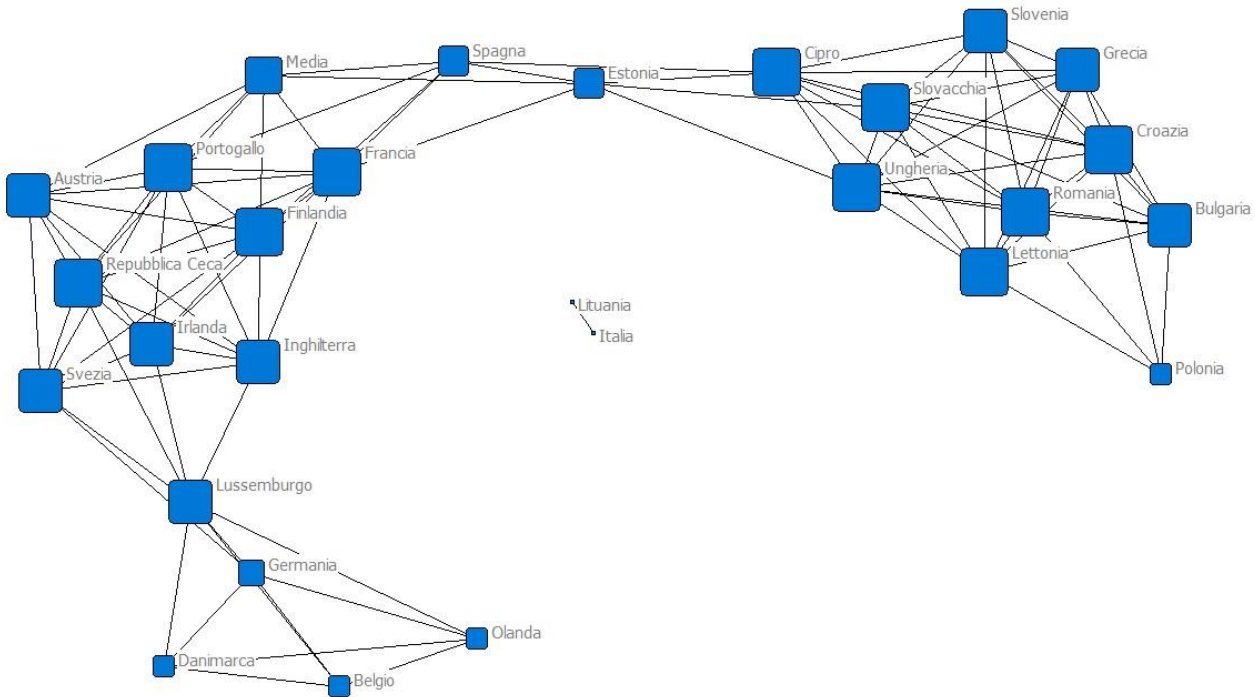 Slovenia
Media
Spagna
Cipro
Grecia
Estonia
Slovacchia
Croazia
Portogallo
Francia
Austria
Ungheria
Romania
Finlandia
Bulgaria
Repubblica Ceca
Lettonia
Lituania
Irlanda
Italia
Inghilterra
Svezia
Polonia
Lussemburgo
Germania
Olanda
Danimarca
Belgio